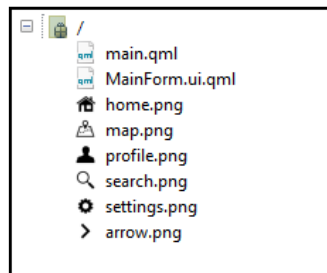 /
main.qml
MainForm.ui.qml
home.png
map.png
profile.png
search.png
settings.png
arrow.png